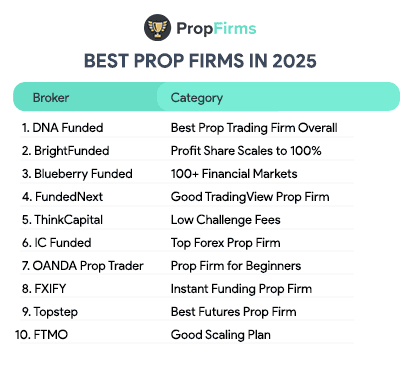 PropFirms
BEST PROP FIRMS IN 2025
Broker Category
1. DNA Funded Best Prop Trading Firm Overall
2. BrightFunded Profit Share Scales to 100%
3. Blueberry Funded 100+ Financial Markets
4. FundedNext Good TradingView Prop Firm
5. ThinkCapital Low Challenge Fees
6. IC Funded Top Forex Prop Firm
7. OANDA Prop Trader Prop Firm for Beginners
8. FXIFY Instant Funding Prop Firm
9. Topstep Best Futures Prop Firm
10. FTMO Good Scaling Plan